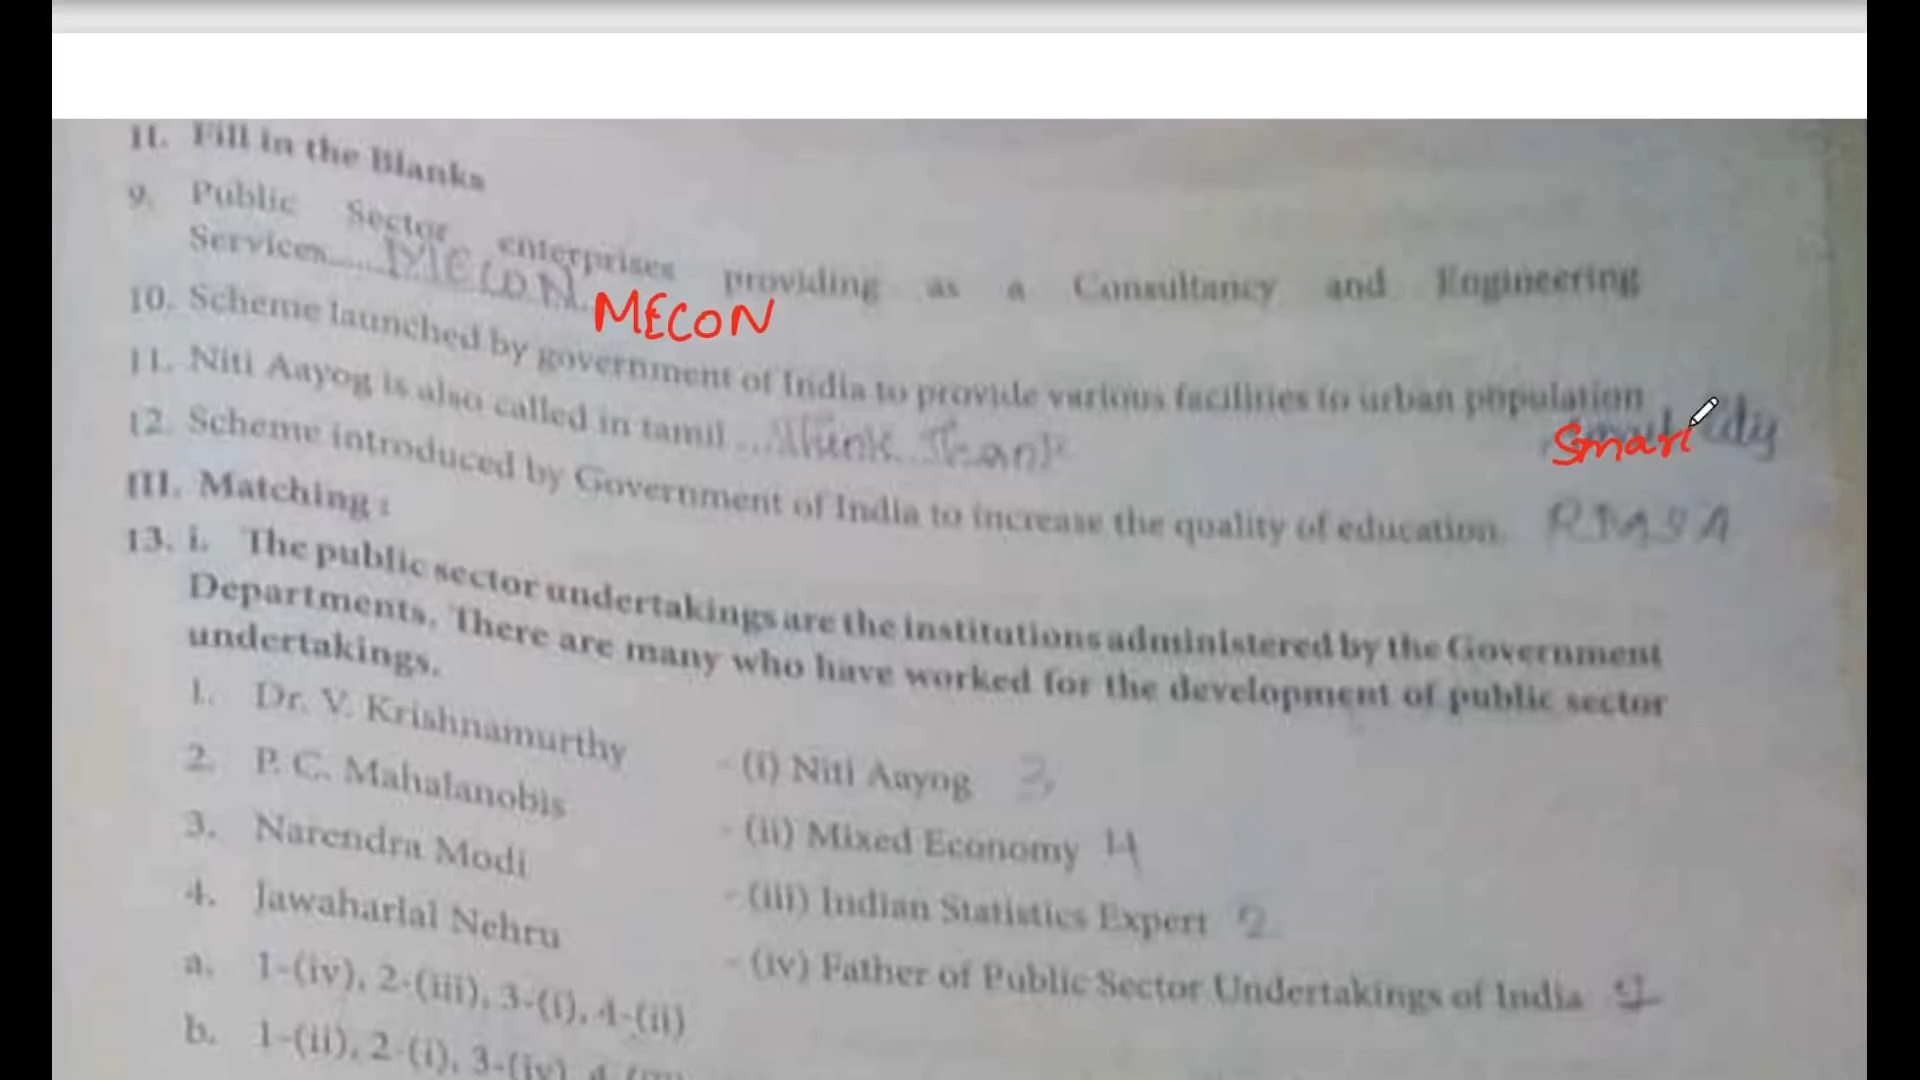 II. Fill in the Blanks
9. Public Sector enterprises providing as a Consultancy and Engineering
Services...... MECON
MECON
10. Scheme launched by government of India to provide various facilities to urban population
Smart city
Smart
11. Niti Aayog is also called in tamil ...Think Thank
12. Scheme introduced by Government of India to increase the quality of education. RMSA
III. Matching :
13. i. The public sector undertakings are the institutions administered by the Government
Departments. There are many who have worked for the development of public sector
undertakings.
1. Dr. V. Krishnamurthy - (i) Niti Aayog 3
2. P. C. Mahalanobis - (ii) Mixed Economy 4
3. Narendra Modi - (iii) Indian Statistics Expert 2
4. Jawaharlal Nehru - (iv) Father of Public Sector Undertakings of India
a. 1-(iv), 2-(iii), 3-(i), 4-(ii)
b. 1-(ii), 2-(i), 3-(iv)